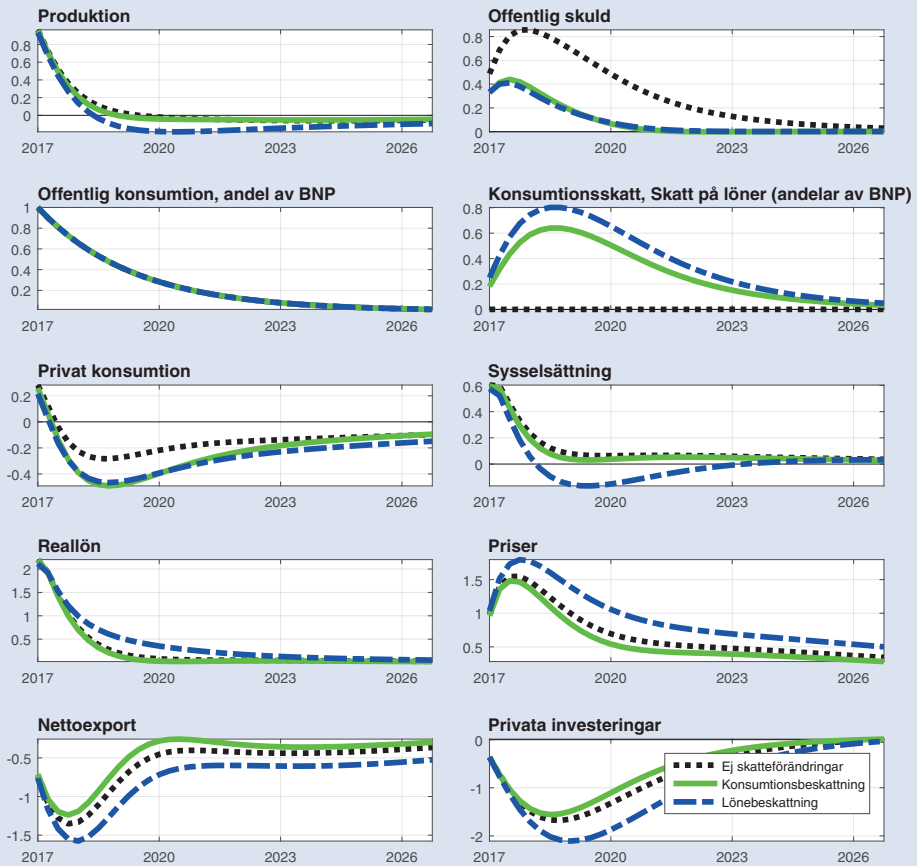 Produktion
0.8
0.6
0.4
0.2
0
2017 2020 2023 2026
Offentlig skuld
0.8
0.6
0.4
0.2
0
2017 2020 2023 2026
Offentlig konsumtion, andel av BNP
1
0.8
0.6
0.4
0.2
2017 2020 2023 2026
Konsumtionsskatt, Skatt på löner (andelar av BNP)
0.8
0.6
0.4
0.2
0
2017 2020 2023 2026
Privat konsumtion
0.2
0
-0.2
-0.4
2017 2020 2023 2026
Sysselsättning
0.6
0.4
0.2
0
2017 2020 2023 2026
Reallön
2
1.5
1
0.5
2017 2020 2023 2026
Priser
1.5
1
0.5
2017 2020 2023 2026
Nettoexport
-0.5
-1
-1.5
2017 2020 2023 2026
Privata investeringar
0
-1
-2
2017 2020 2023 2026
Ej skatteförändringar
Konsumtionsbeskattning
Lönebeskattning